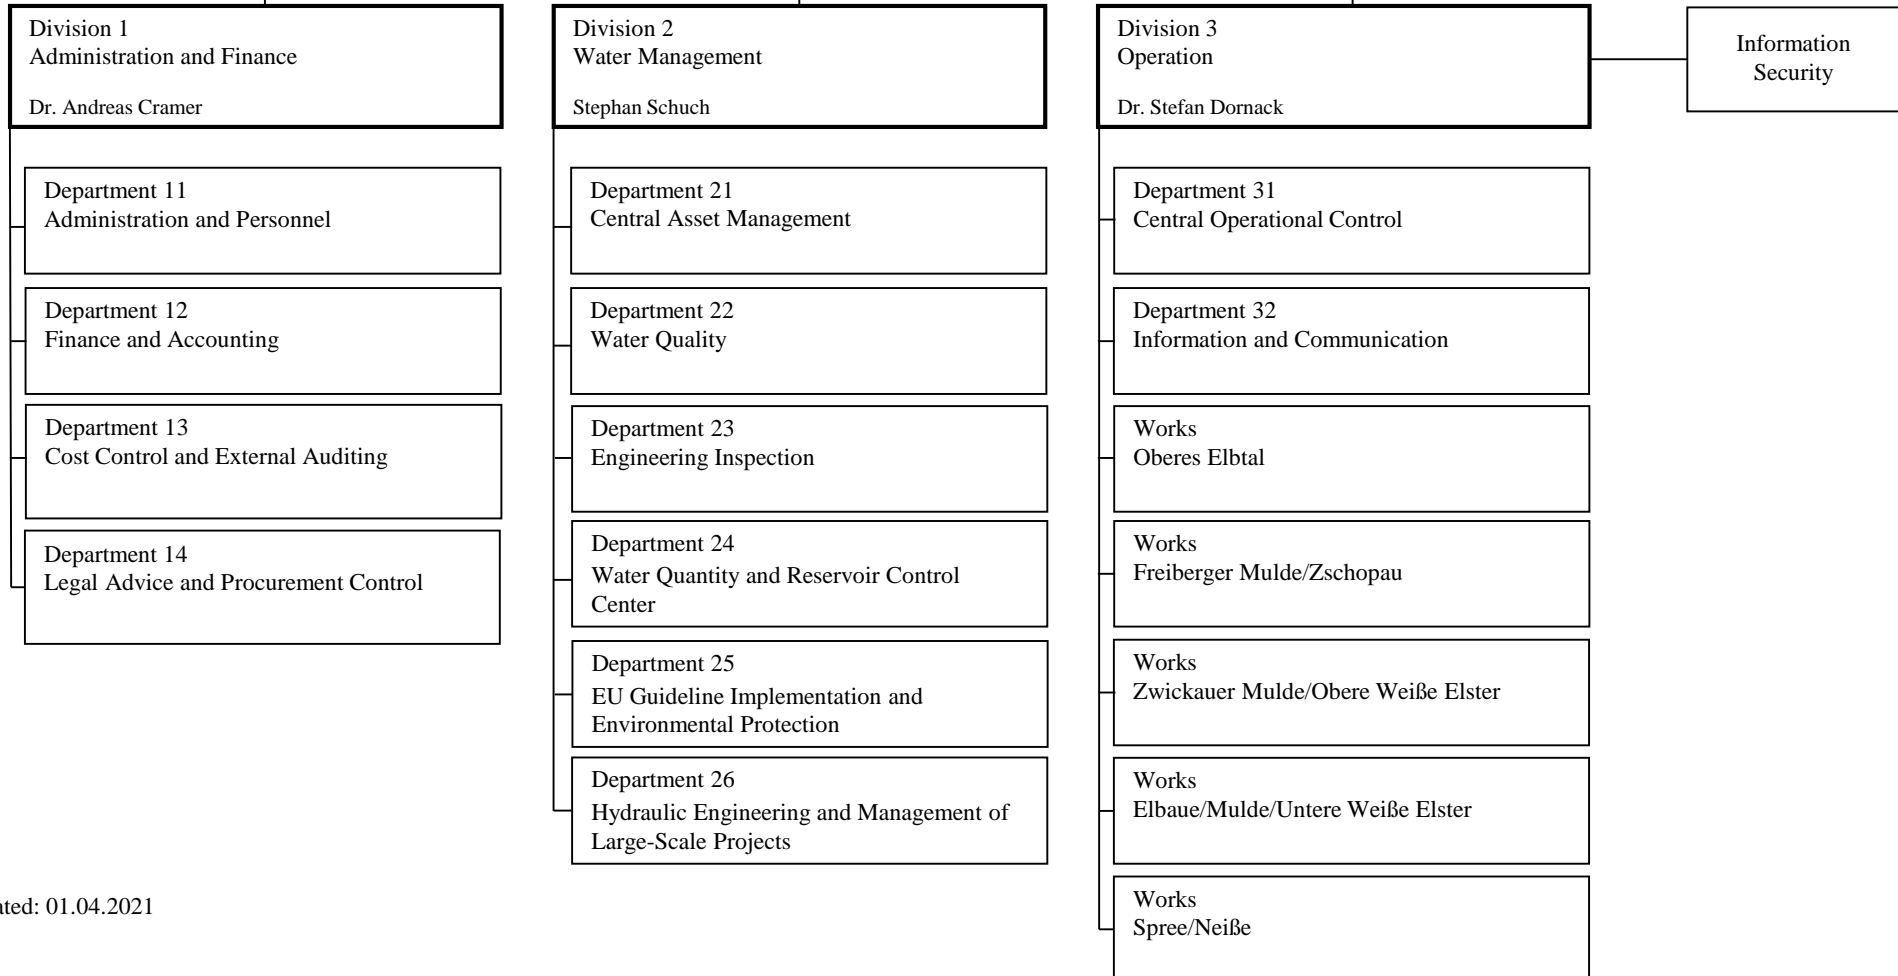 Division 1
Administration and Finance
Dr. Andreas Cramer
Division 2
Water Management
Stephan Schuch
Division 3
Operation
Dr. Stefan Dornack
Information
Security
Department 11
Administration and Personnel
Department 12
Finance and Accounting
Department 13
Cost Control and External Auditing
Department 14
Legal Advice and Procurement Control
Department 21
Central Asset Management
Department 22
Water Quality
Department 23
Engineering Inspection
Department 24
Water Quantity and Reservoir Control
Center
Department 25
EU Guideline Implementation and
Environmental Protection
Department 26
Hydraulic Engineering and Management of
Large-Scale Projects
Department 31
Central Operational Control
Department 32
Information and Communication
Works
Oberes Elbtal
Works
Freiberger Mulde/Zschopau
Works
Zwickauer Mulde/Obere Weiße Elster
Works
Elbaue/Mulde/Untere Weiße Elster
Works
Spree/Neiße
ated: 01.04.2021